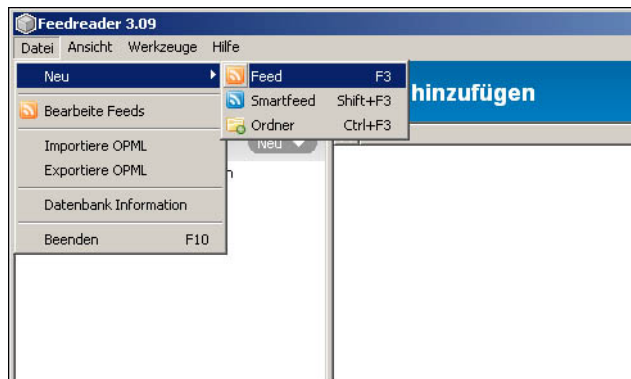 Feedreader 3.09
Datei Ansicht Werkzeuge Hilfe
Neu
Feed F3
Smartfeed Shift+F3
Ordner Ctrl+F3
hinzufügen
Bearbeite Feeds
Neu
Importiere OPML
Exportiere OPML
Datenbank Information
Beenden F10